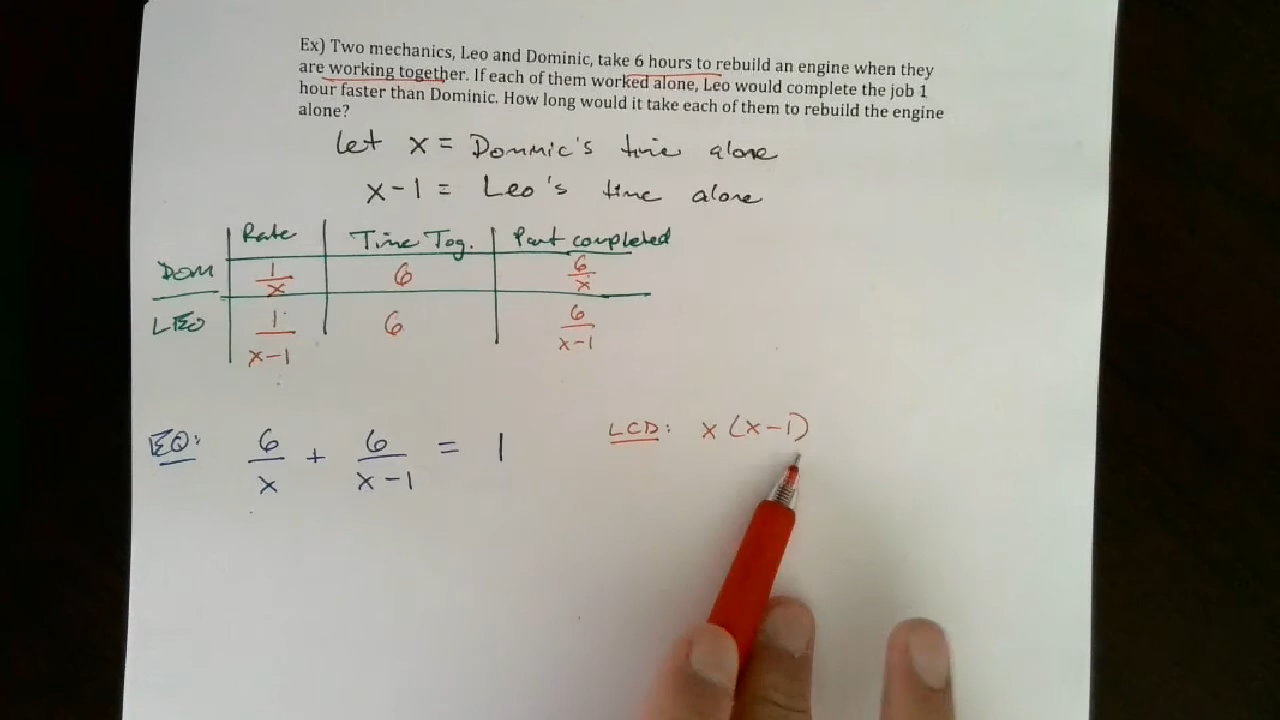 Ex) Two mechanics, Leo and Dominic, take 6 hours to rebuild an engine when they
are working together. If each of them worked alone, Leo would complete the job 1
hour faster than Dominic. How long would it take each of them to rebuild the engine
alone?
Let x = Dominic's time alone
x-1 = Leo's time alone
Rate Time Tog. Part completed
DOM 1/x 6 6/x
LEO 1/x-1 6 6/x-1
EQ: 6/x + 6/x-1 = 1 LCD: x(x-1)